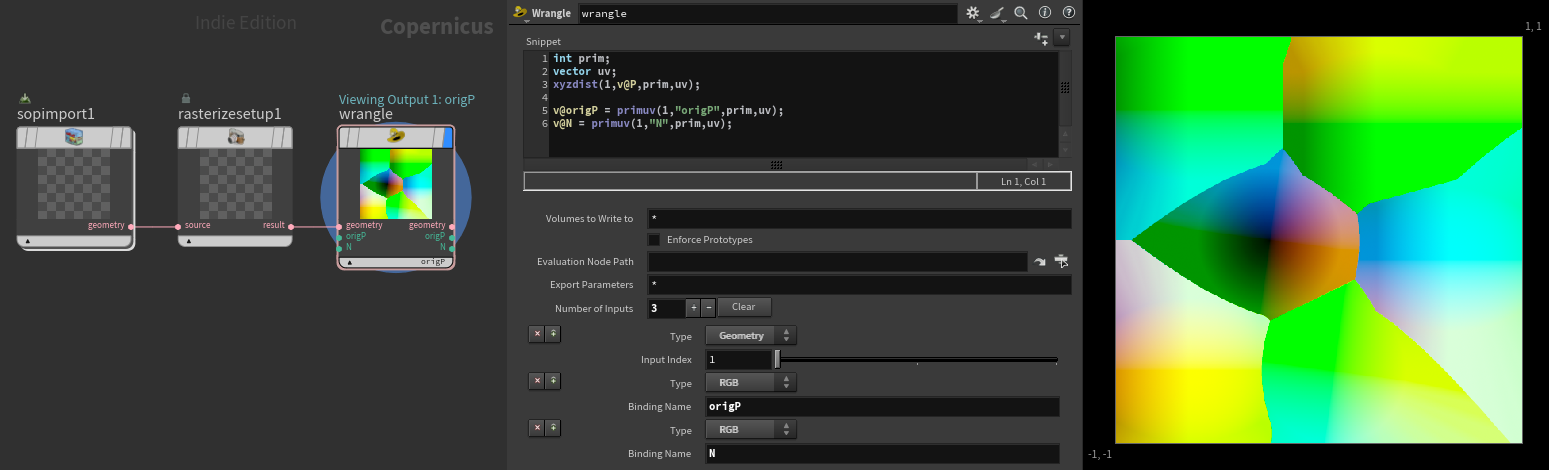 Indie Edition
Copernicus
sopimport1
geometry
rasterizesetup1
source
result
Viewing Output 1: origP
wrangle
geometry
geometry
origP
origP
N
N
origP
Wrangle
wrangle
Snippet
1 int prim;
2 vector uv;
3 xyzdist(1,v@P,prim,uv);
4
5 v@origP = primuv(1,"origP",prim,uv);
6 v@N = primuv(1,"N",prim,uv);
Ln 1, Col 1
Volumes to Write to *
Enforce Prototypes
Evaluation Node Path
Export Parameters *
Number of Inputs 3 + − Clear
Type Geometry
Input Index 1
Type RGB
Binding Name origP
Type RGB
Binding Name N
1, 1
-1, -1